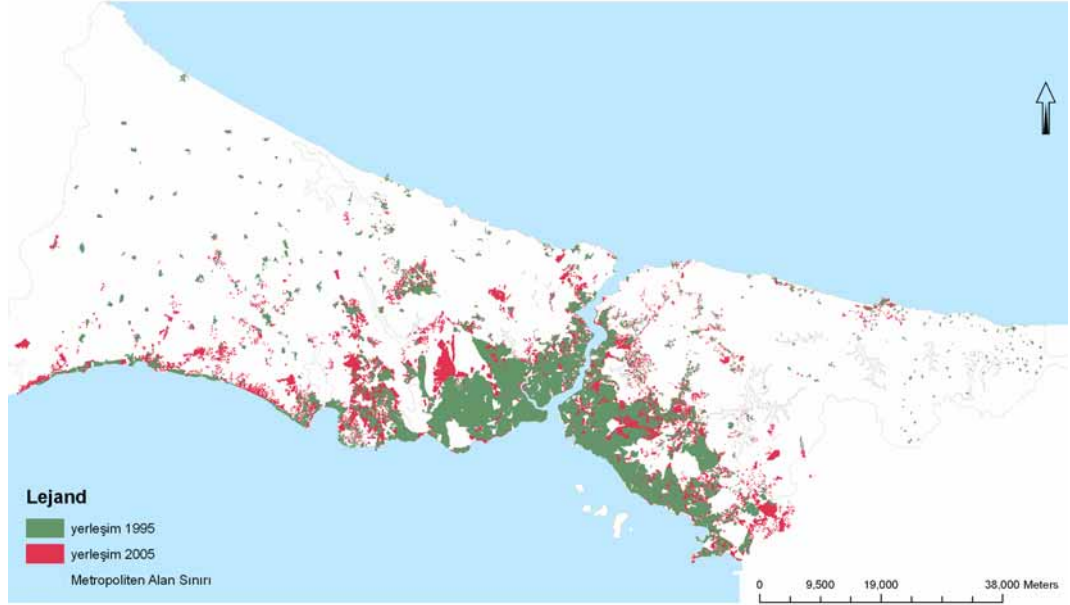 Lejand
yerleşim 1995
yerleşim 2005
Metropoliten Alan Sınırı
0 9,500 19,000 38,000 Meters